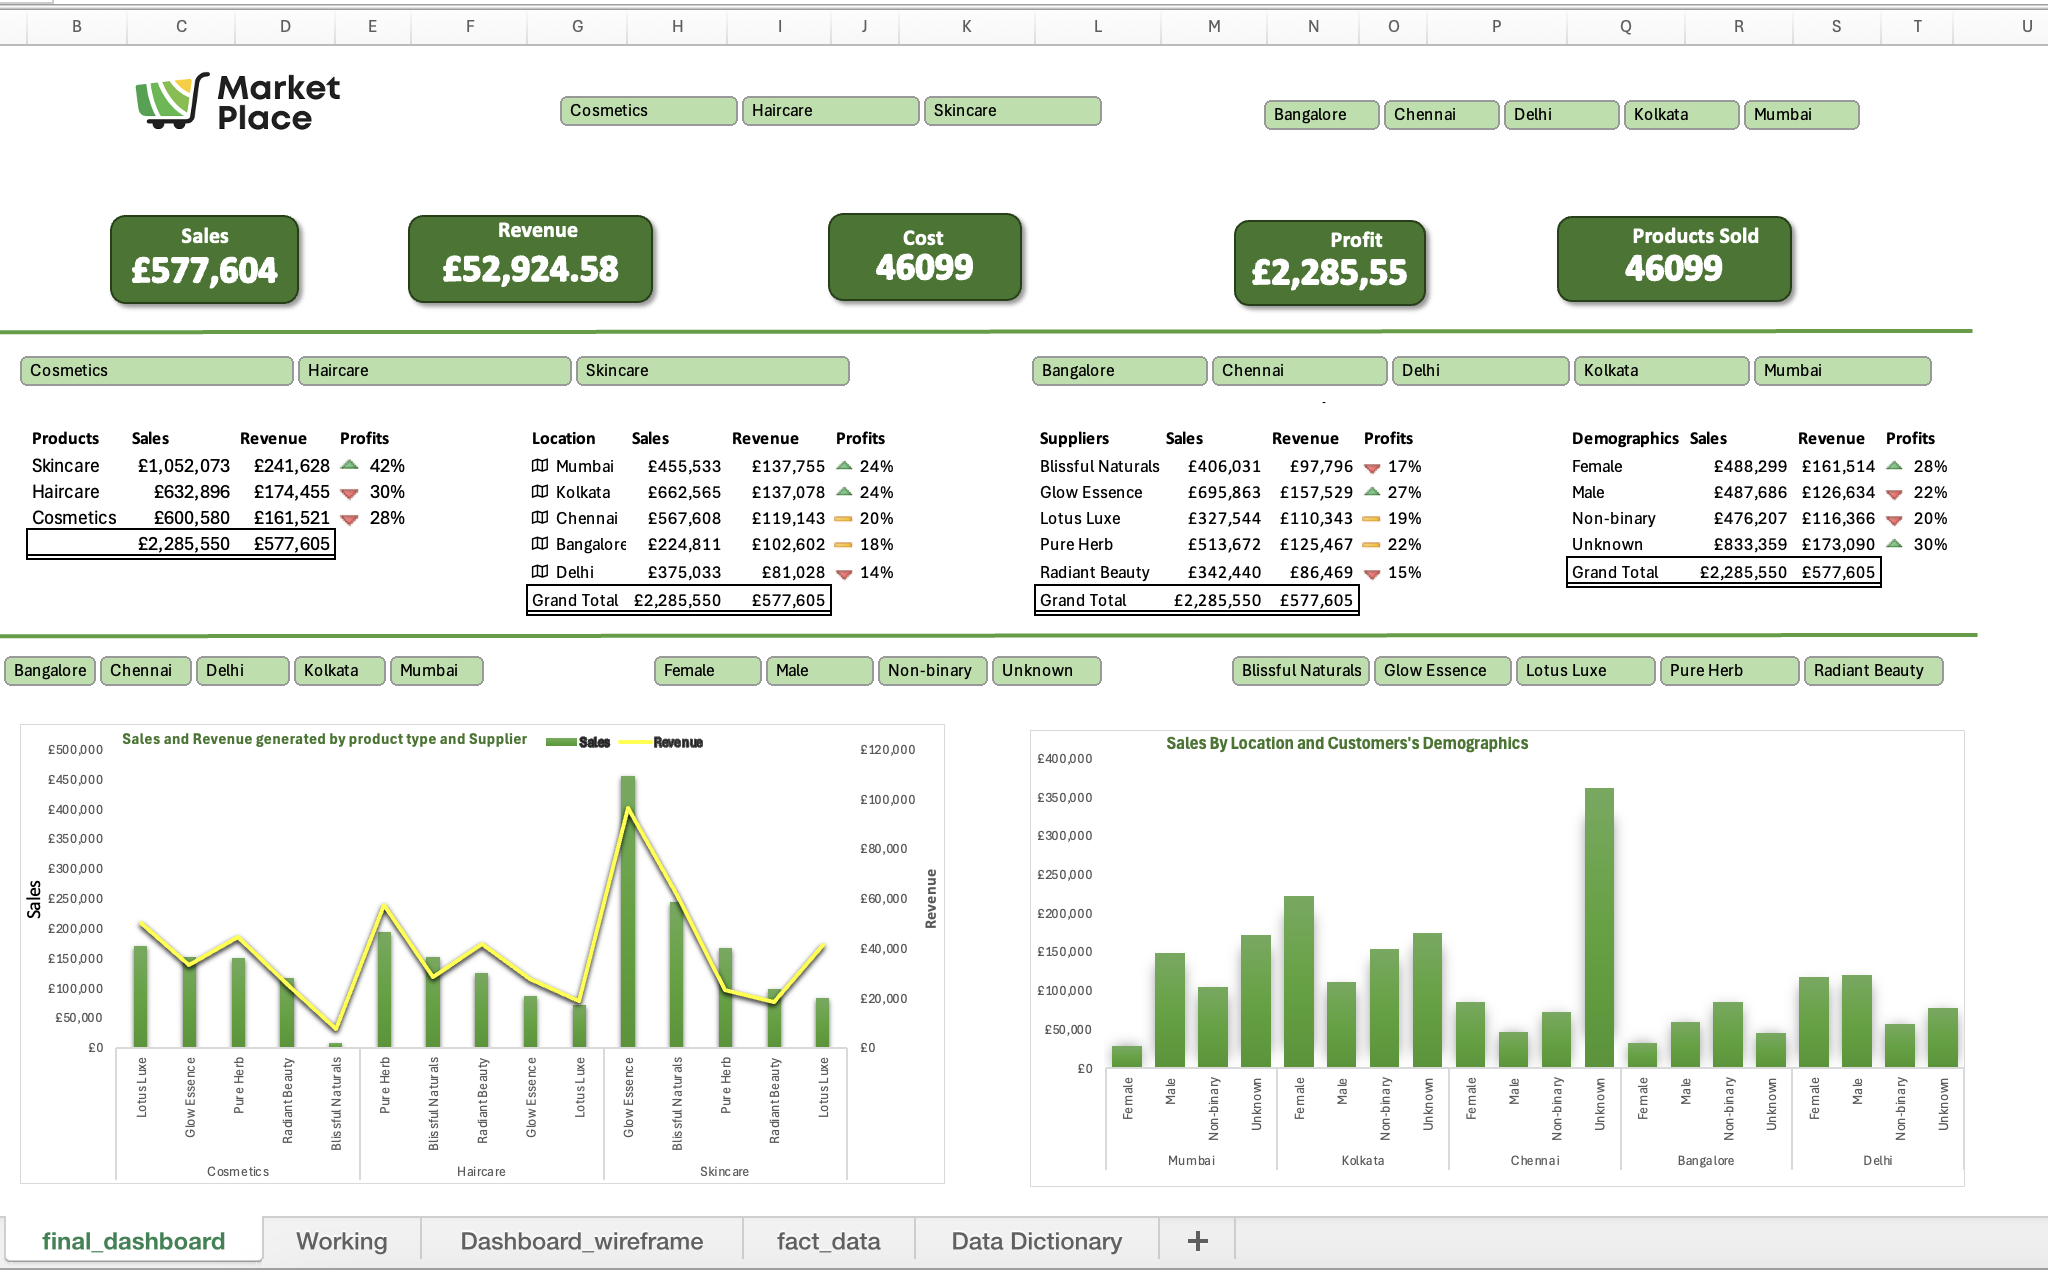 B C D E F G H I J K L M N O P Q R S T U
Market
Place
Cosmetics Haircare Skincare
Bangalore Chennai Delhi Kolkata Mumbai
Sales
£577,604
Revenue
£52,924.58
Cost
46099
Profit
£2,285,55
Products Sold
46099
Cosmetics Haircare Skincare
Bangalore Chennai Delhi Kolkata Mumbai
Products Sales Revenue Profits
Skincare £1,052,073 £241,628 42%
Haircare £632,896 £174,455 30%
Cosmetics £600,580 £161,521 28%
£2,285,550 £577,605
Location Sales Revenue Profits
Mumbai £455,533 £137,755 24%
Kolkata £662,565 £137,078 24%
Chennai £567,608 £119,143 20%
Bangalore £224,811 £102,602 18%
Delhi £375,033 £81,028 14%
Grand Total £2,285,550 £577,605
Suppliers Sales Revenue Profits
Blissful Naturals £406,031 £97,796 17%
Glow Essence £695,863 £157,529 27%
Lotus Luxe £327,544 £110,343 19%
Pure Herb £513,672 £125,467 22%
Radiant Beauty £342,440 £86,469 15%
Grand Total £2,285,550 £577,605
Demographics Sales Revenue Profits
Female £488,299 £161,514 28%
Male £487,686 £126,634 22%
Non-binary £476,207 £116,366 20%
Unknown £833,359 £173,090 30%
Grand Total £2,285,550 £577,605
Bangalore Chennai Delhi Kolkata Mumbai
Female Male Non-binary Unknown
Blissful Naturals Glow Essence Lotus Luxe Pure Herb Radiant Beauty
Sales and Revenue generated by product type and Supplier
Sales Revenue
£500,000
£450,000
£400,000
£350,000
£300,000
£250,000
£200,000
£150,000
£100,000
£50,000
£0
Sales
£120,000
£100,000
£80,000
£60,000
£40,000
£20,000
£0
Revenue
Lotus Luxe
Glow Essence
Pure Herb
Radiant Beauty
Blissful Naturals
Pure Herb
Blissful Naturals
Radiant Beauty
Glow Essence
Lotus Luxe
Glow Essence
Blissful Naturals
Pure Herb
Radiant Beauty
Lotus Luxe
Cosmetics Haircare Skincare
Sales By Location and Customers's Demographics
£400,000
£350,000
£300,000
£250,000
£200,000
£150,000
£100,000
£50,000
£0
Female
Male
Non-binary
Unknown
Female
Male
Non-binary
Unknown
Female
Male
Non-binary
Unknown
Female
Male
Non-binary
Unknown
Female
Male
Non-binary
Unknown
Mumbai Kolkata Chennai Bangalore Delhi
final_dashboard Working Dashboard_wireframe fact_data Data Dictionary +